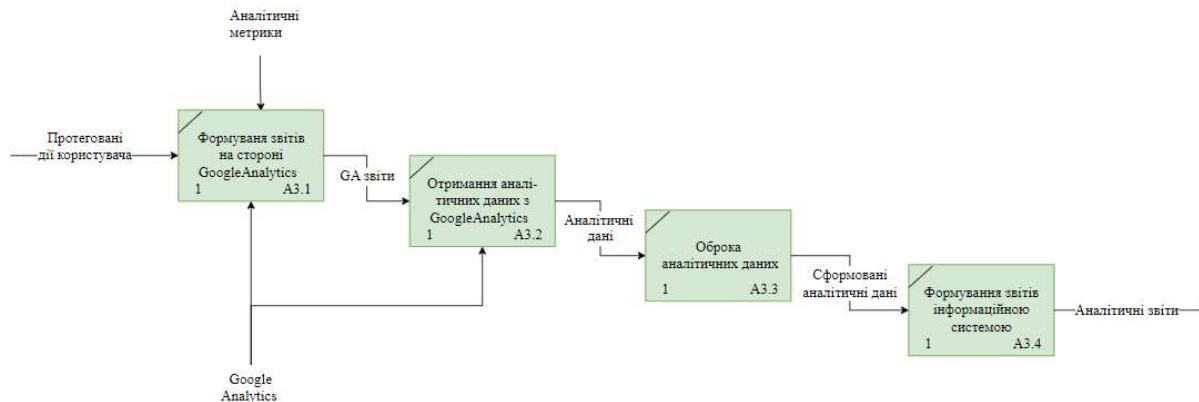 Аналітичні
метрики
Протеговані
дії користувача
Формуваня звітів
на стороні
GoogleAnalytics
1 A3.1
GA звіти
Отримання аналі-
тичних даних з
GoogleAnalytics
1 A3.2
Аналітичні
дані
Оброка
аналітичних даних
1 A3.3
Сформовані
аналітичні дані
Формування звітів
інформаційною
системою
1 A3.4
Аналітичні звіти
Google
Analytics